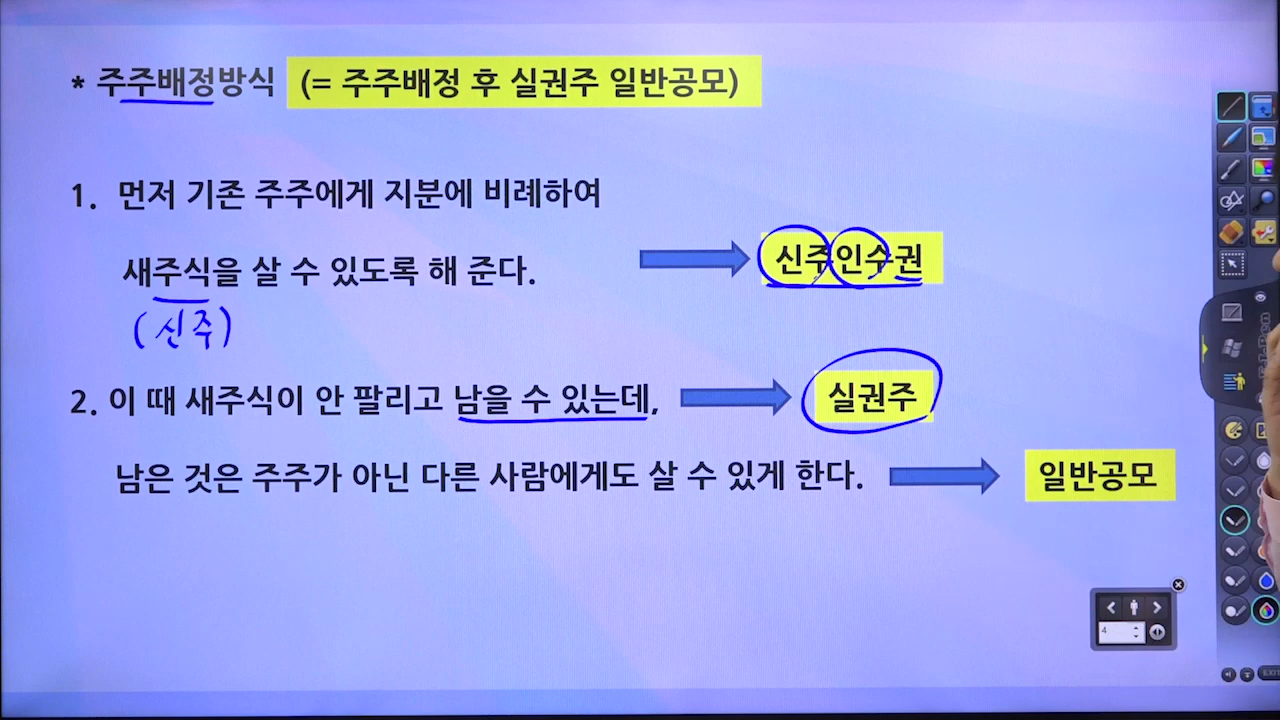 * 주주배정방식 (= 주주배정 후 실권주 일반공모)
1. 먼저 기존 주주에게 지분에 비례하여
새주식을 살 수 있도록 해 준다.
신주인수권
(신주)
2. 이 때 새주식이 안 팔리고 남을 수 있는데,
실권주
남은 것은 주주가 아닌 다른 사람에게도 살 수 있게 한다.
일반공모
4
EXIT